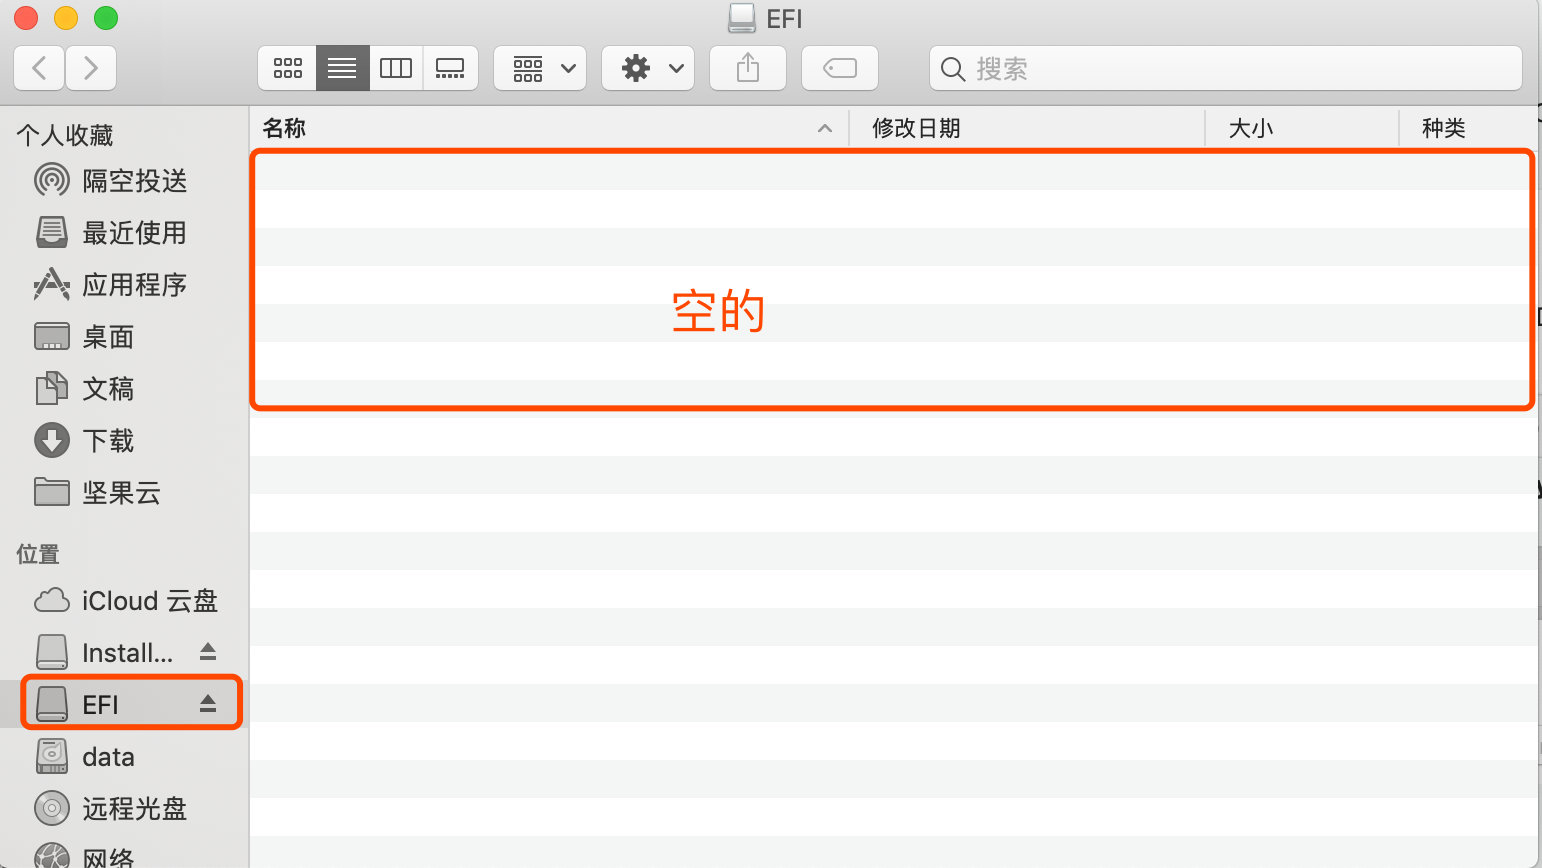 EFI
搜索
个人收藏
隔空投送
最近使用
应用程序
桌面
文稿
下载
坚果云
位置
iCloud 云盘
Install...
EFI
data
远程光盘
网络
名称
修改日期
大小
种类
空的